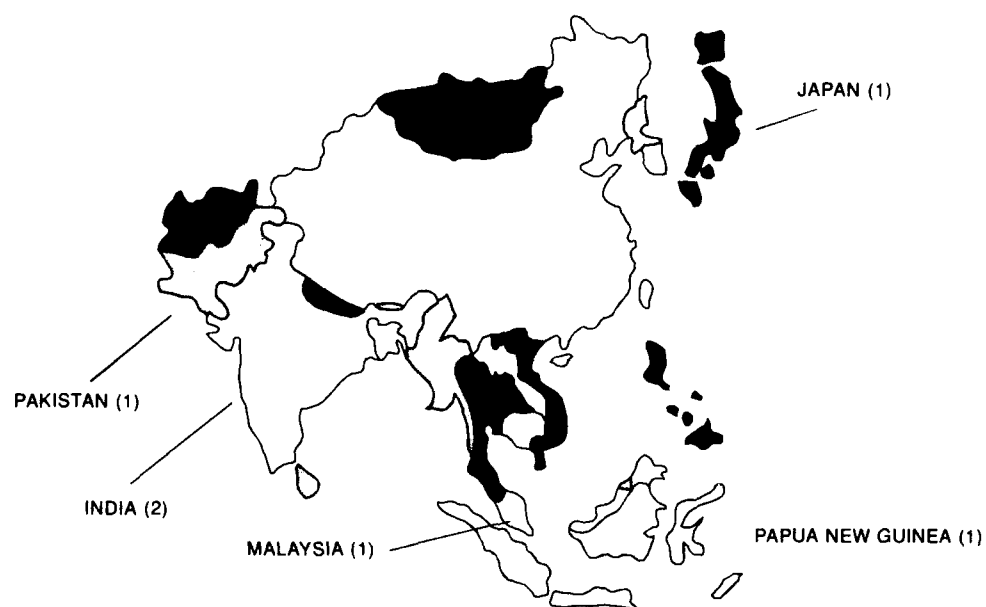 JAPAN (1)
PAKISTAN (1)
INDIA (2)
MALAYSIA (1)
PAPUA NEW GUINEA (1)